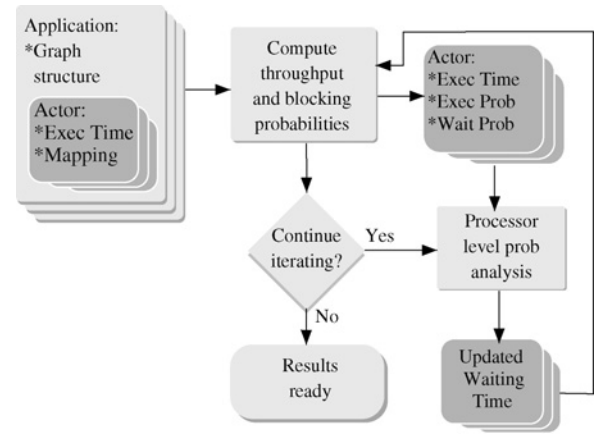 Application:
*Graph
structure
Actor:
*Exec Time
*Mapping
Compute
throughput
and blocking
probabilities
Actor:
*Exec Time
*Exec Prob
*Wait Prob
Continue
iterating?
Yes
No
Processor
level prob
analysis
Results
ready
Updated
Waiting
Time